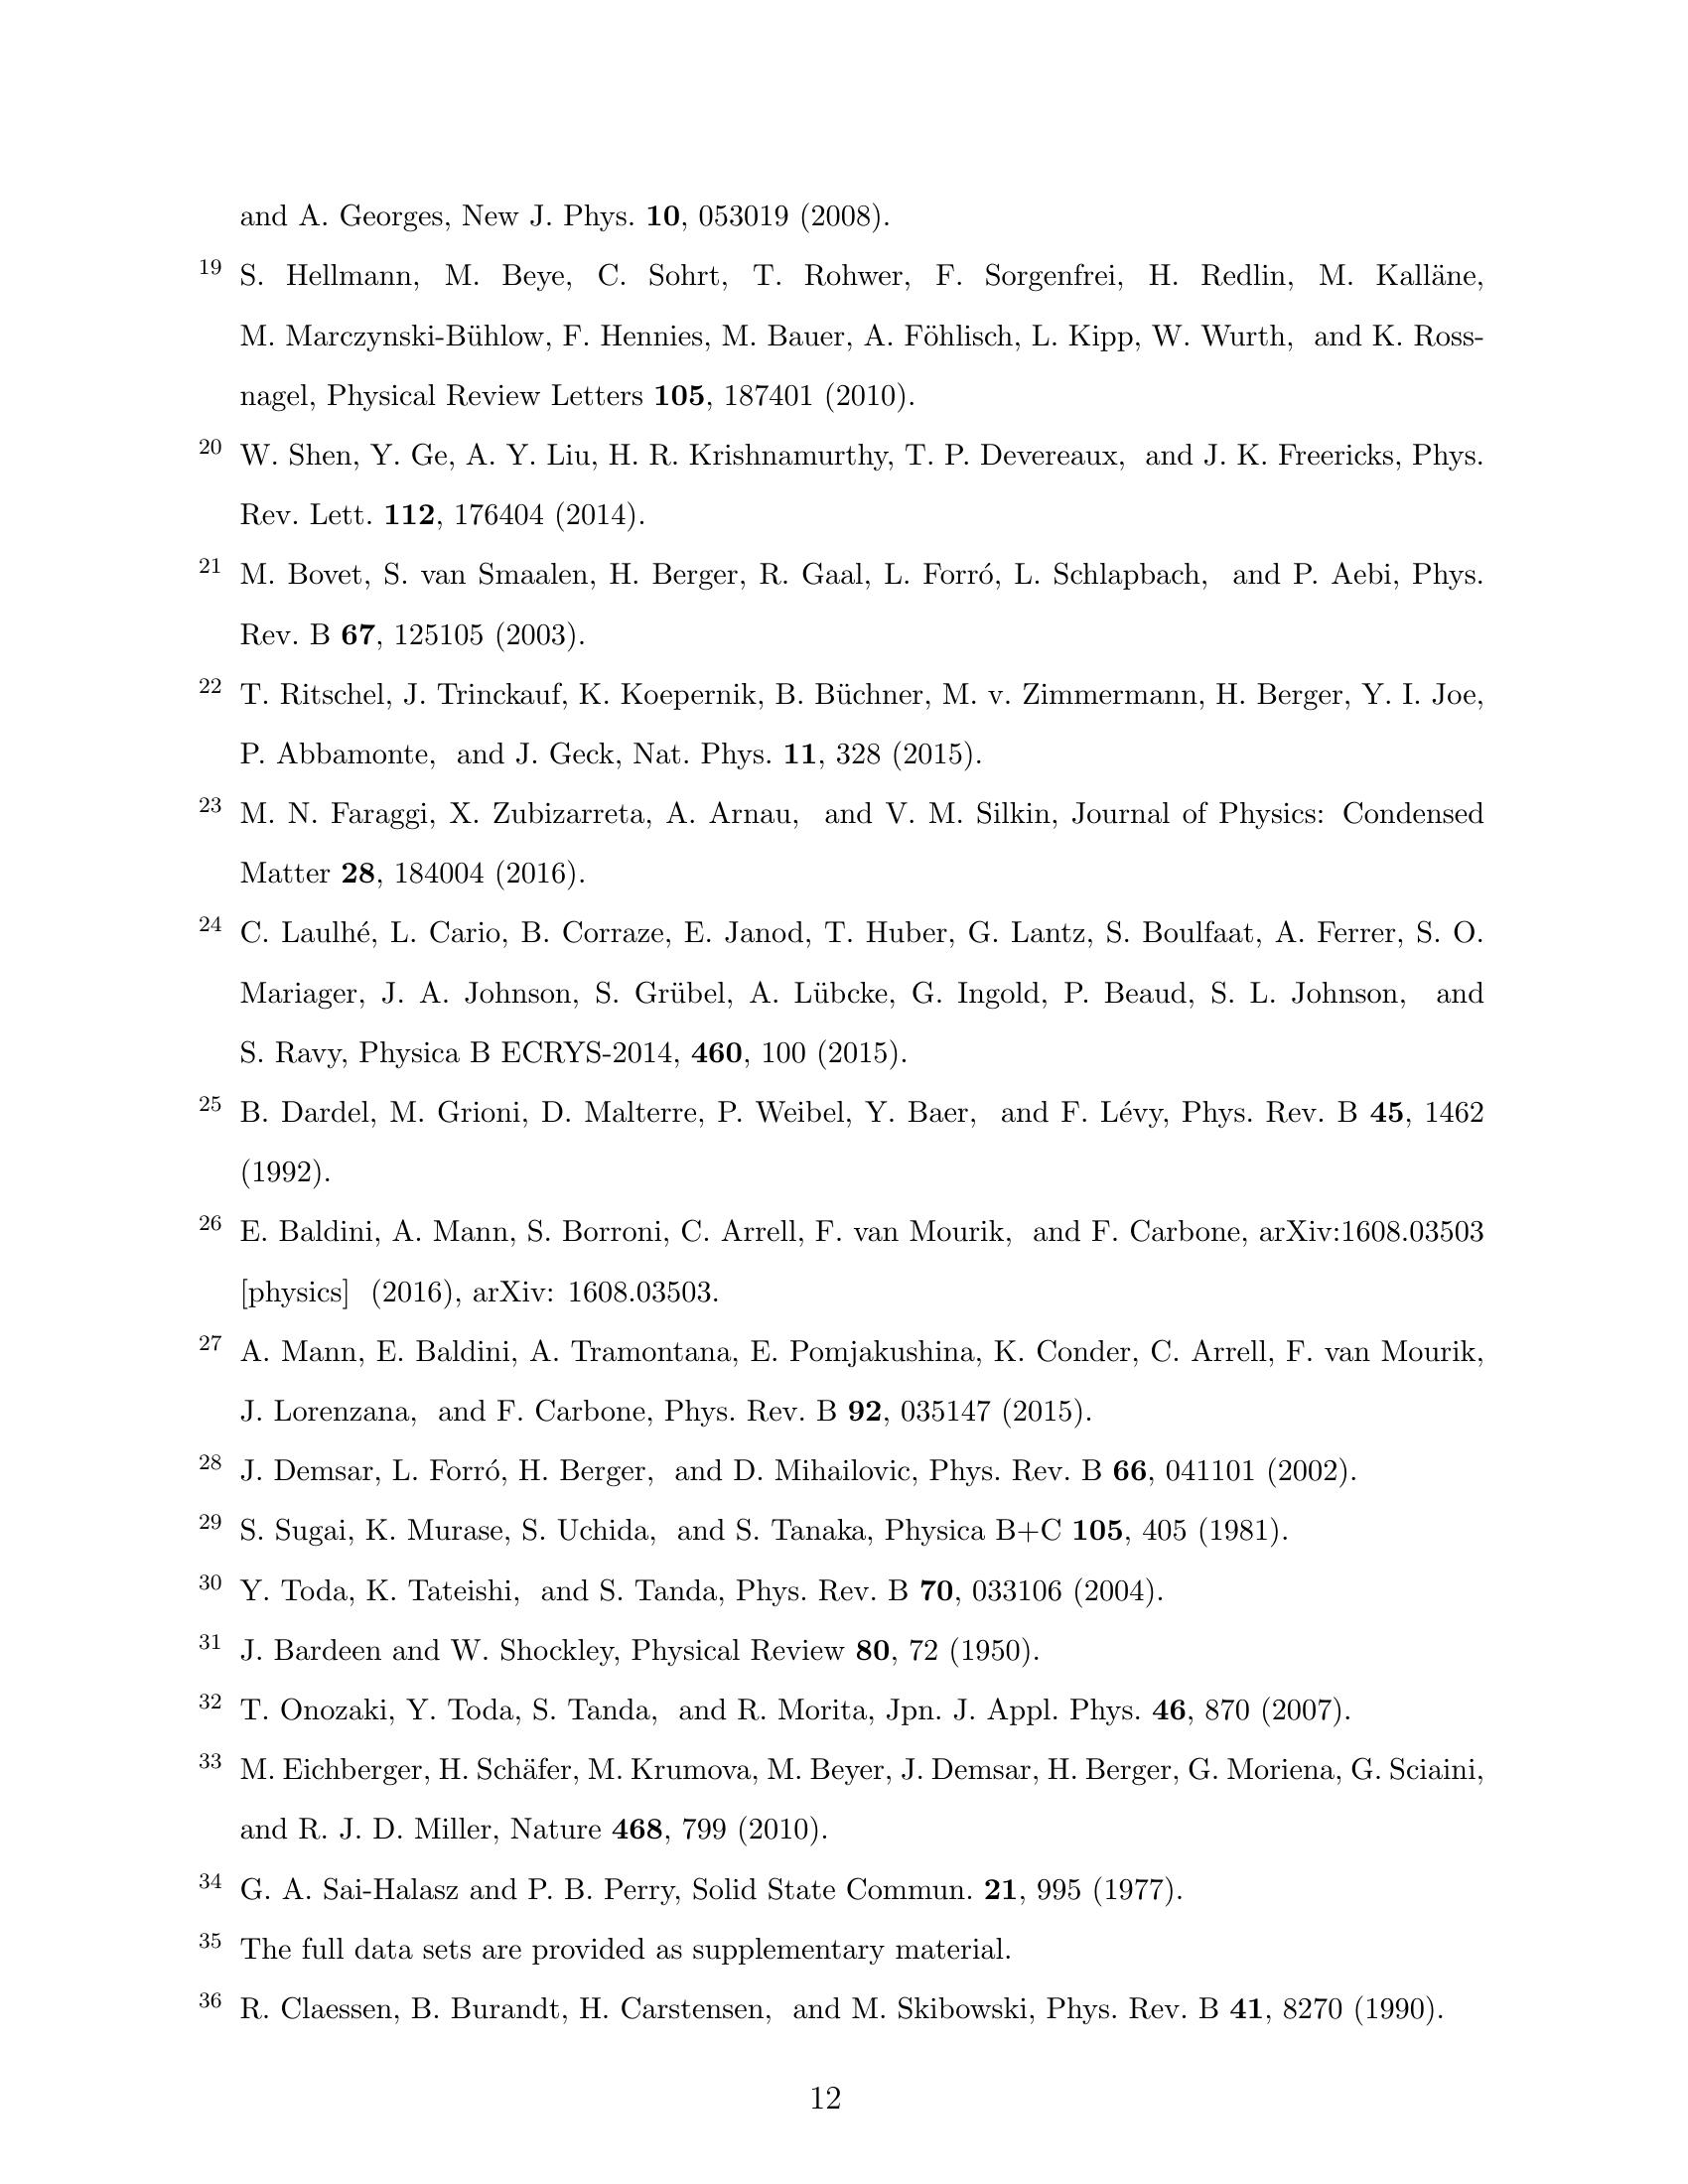 and A. Georges, New J. Phys. 10, 053019 (2008).
19 S. Hellmann, M. Beye, C. Sohrt, T. Rohwer, F. Sorgenfrei, H. Redlin, M. Kalläne,
M. Marczynski-Bühlow, F. Hennies, M. Bauer, A. Föhlisch, L. Kipp, W. Wurth, and K. Ross-
nagel, Physical Review Letters 105, 187401 (2010).
20 W. Shen, Y. Ge, A. Y. Liu, H. R. Krishnamurthy, T. P. Devereaux, and J. K. Freericks, Phys.
Rev. Lett. 112, 176404 (2014).
21 M. Bovet, S. van Smaalen, H. Berger, R. Gaal, L. Forró, L. Schlapbach, and P. Aebi, Phys.
Rev. B 67, 125105 (2003).
22 T. Ritschel, J. Trinckauf, K. Koepernik, B. Büchner, M. v. Zimmermann, H. Berger, Y. I. Joe,
P. Abbamonte, and J. Geck, Nat. Phys. 11, 328 (2015).
23 M. N. Faraggi, X. Zubizarreta, A. Arnau, and V. M. Silkin, Journal of Physics: Condensed
Matter 28, 184004 (2016).
24 C. Laulhé, L. Cario, B. Corraze, E. Janod, T. Huber, G. Lantz, S. Boulfaat, A. Ferrer, S. O.
Mariager, J. A. Johnson, S. Grübel, A. Lübcke, G. Ingold, P. Beaud, S. L. Johnson, and
S. Ravy, Physica B ECRYS-2014, 460, 100 (2015).
25 B. Dardel, M. Grioni, D. Malterre, P. Weibel, Y. Baer, and F. Lévy, Phys. Rev. B 45, 1462
(1992).
26 E. Baldini, A. Mann, S. Borroni, C. Arrell, F. van Mourik, and F. Carbone, arXiv:1608.03503
[physics] (2016), arXiv: 1608.03503.
27 A. Mann, E. Baldini, A. Tramontana, E. Pomjakushina, K. Conder, C. Arrell, F. van Mourik,
J. Lorenzana, and F. Carbone, Phys. Rev. B 92, 035147 (2015).
28 J. Demsar, L. Forró, H. Berger, and D. Mihailovic, Phys. Rev. B 66, 041101 (2002).
29 S. Sugai, K. Murase, S. Uchida, and S. Tanaka, Physica B+C 105, 405 (1981).
30 Y. Toda, K. Tateishi, and S. Tanda, Phys. Rev. B 70, 033106 (2004).
31 J. Bardeen and W. Shockley, Physical Review 80, 72 (1950).
32 T. Onozaki, Y. Toda, S. Tanda, and R. Morita, Jpn. J. Appl. Phys. 46, 870 (2007).
33 M. Eichberger, H. Schäfer, M. Krumova, M. Beyer, J. Demsar, H. Berger, G. Moriena, G. Sciaini,
and R. J. D. Miller, Nature 468, 799 (2010).
34 G. A. Sai-Halasz and P. B. Perry, Solid State Commun. 21, 995 (1977).
35 The full data sets are provided as supplementary material.
36 R. Claessen, B. Burandt, H. Carstensen, and M. Skibowski, Phys. Rev. B 41, 8270 (1990).
12